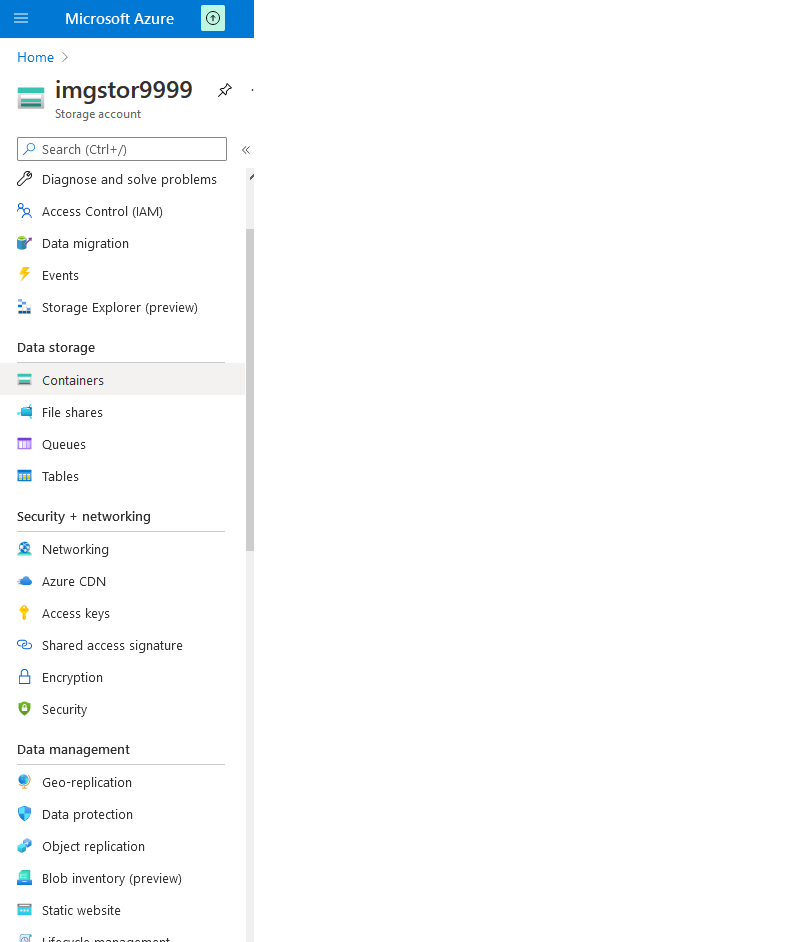 Microsoft Azure
Home
imgstor9999
Storage account
Search (Ctrl+/)
Diagnose and solve problems
Access Control (IAM)
Data migration
Events
Storage Explorer (preview)
Data storage
Containers
File shares
Queues
Tables
Security + networking
Networking
Azure CDN
Access keys
Shared access signature
Encryption
Security
Data management
Geo-replication
Data protection
Object replication
Blob inventory (preview)
Static website
Lifecycle management